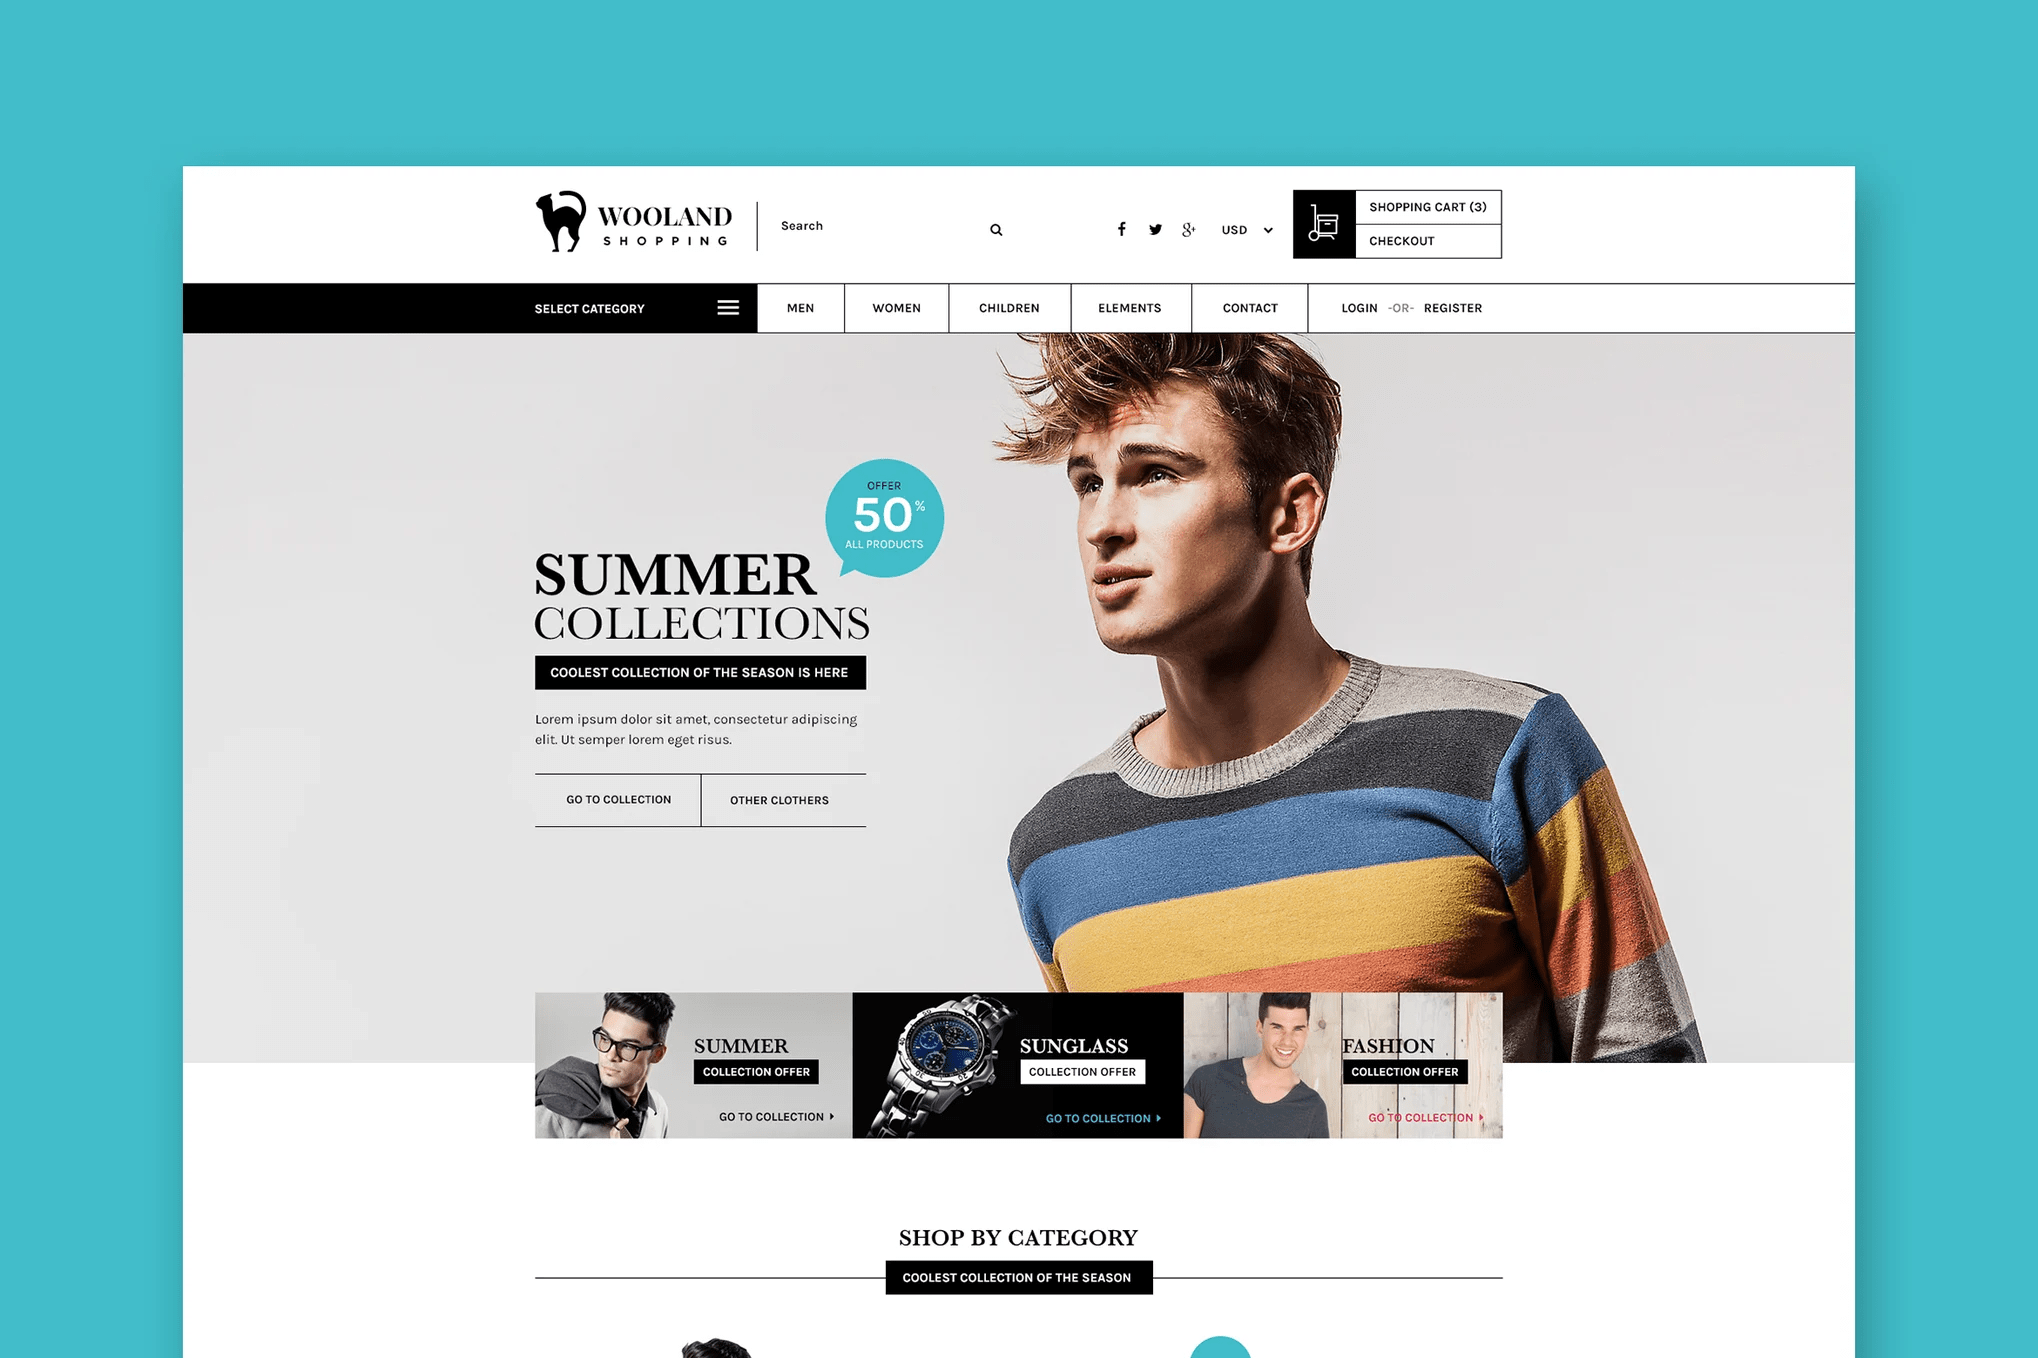 WOOLAND
SHOPPING
Search
USD
SHOPPING CART (3)
CHECKOUT
SELECT CATEGORY
MEN
WOMEN
CHILDREN
ELEMENTS
CONTACT
LOGIN -OR- REGISTER
OFFER
50%
ALL PRODUCTS
SUMMER
COLLECTIONS
COOLEST COLLECTION OF THE SEASON IS HERE
Lorem ipsum dolor sit amet, consectetur adipiscing
elit. Ut semper lorem eget risus.
GO TO COLLECTION
OTHER CLOTHERS
SUMMER
COLLECTION OFFER
GO TO COLLECTION
SUNGLASS
COLLECTION OFFER
GO TO COLLECTION
FASHION
COLLECTION OFFER
GO TO COLLECTION
SHOP BY CATEGORY
COOLEST COLLECTION OF THE SEASON